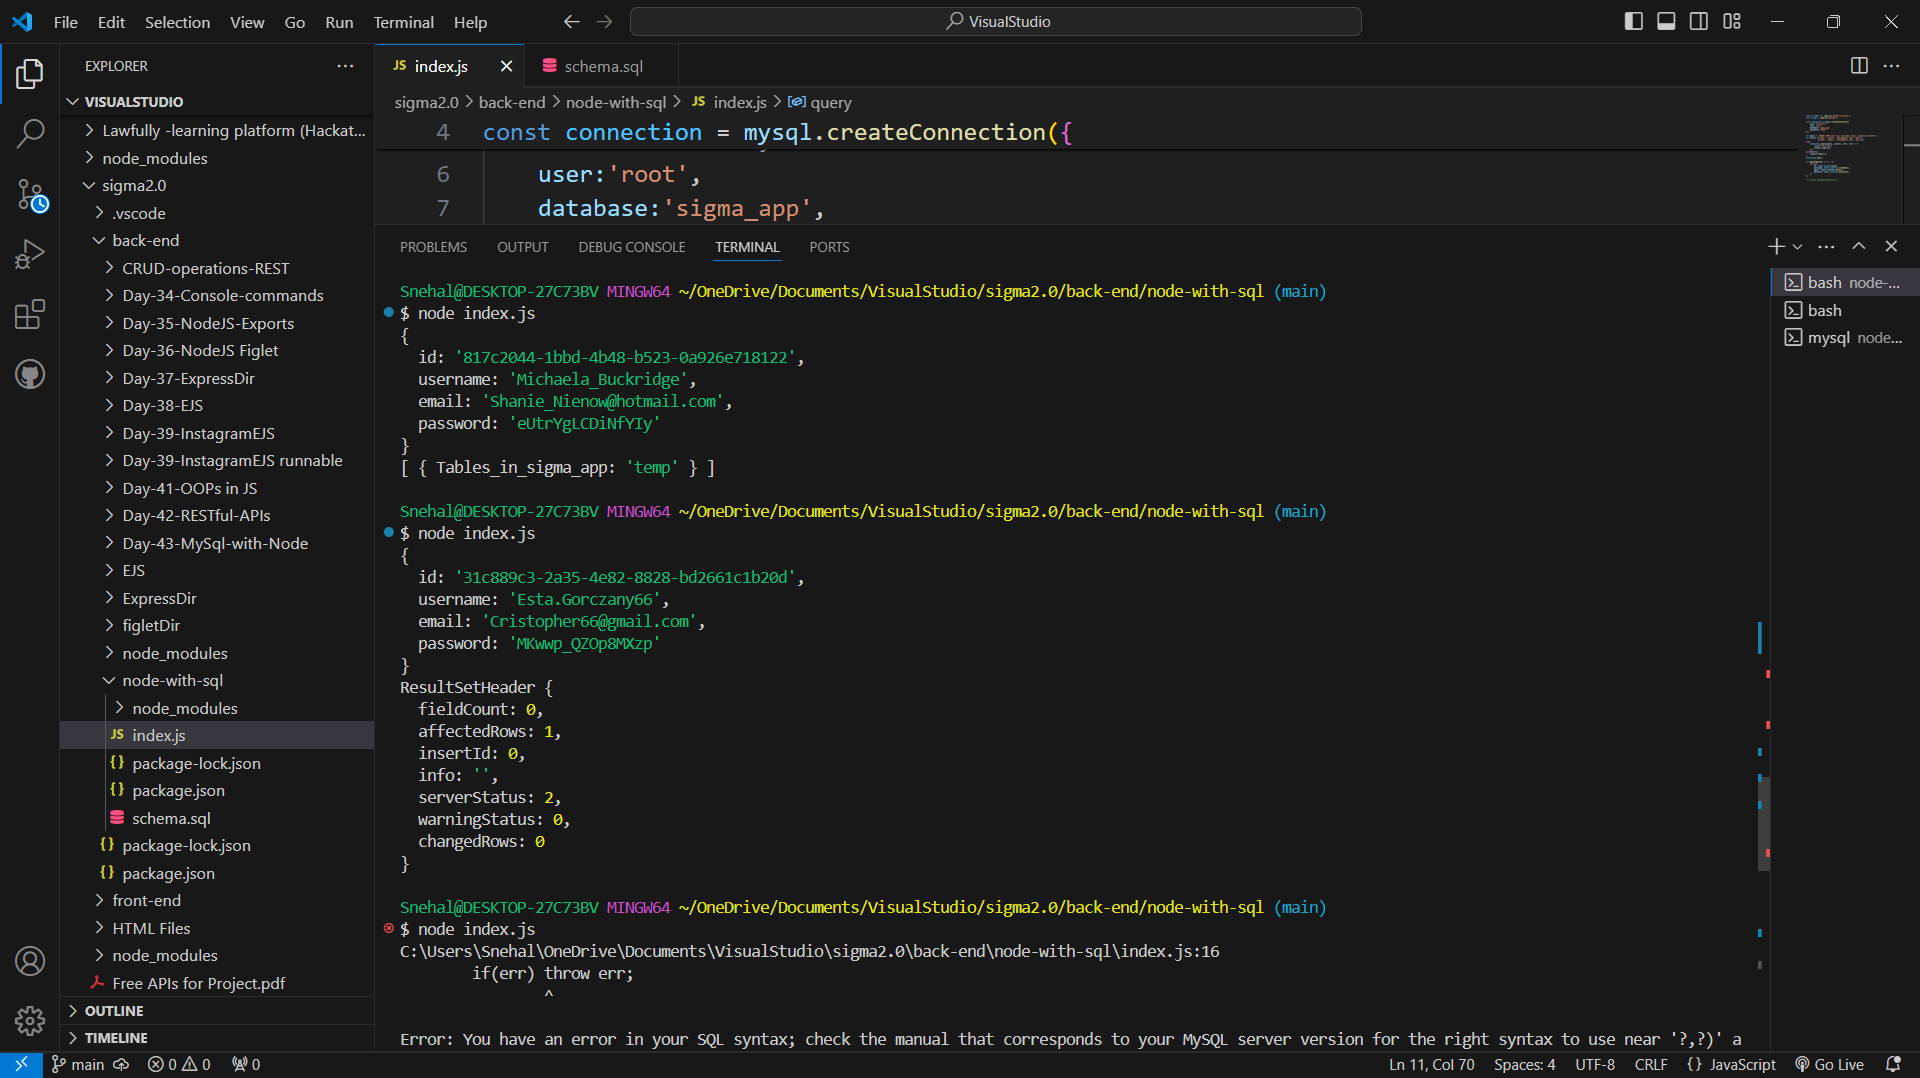 File Edit Selection View Go Run Terminal Help
VisualStudio
EXPLORER
VISUALSTUDIO
Lawfully -learning platform (Hackat...
node_modules
sigma2.0
.vscode
back-end
CRUD-operations-REST
Day-34-Console-commands
Day-35-NodeJS-Exports
Day-36-NodeJS Figlet
Day-37-ExpressDir
Day-38-EJS
Day-39-InstagramEJS
Day-39-InstagramEJS runnable
Day-41-OOPs in JS
Day-42-RESTful-APIs
Day-43-MySql-with-Node
EJS
ExpressDir
figletDir
node_modules
node-with-sql
node_modules
JS index.js
{} package-lock.json
{} package.json
schema.sql
{} package-lock.json
{} package.json
front-end
HTML Files
node_modules
Free APIs for Project.pdf
OUTLINE
TIMELINE
JS index.js
schema.sql
sigma2.0 > back-end > node-with-sql > JS index.js > query
4 const connection = mysql.createConnection({
6 user:'root',
7 database:'sigma_app',
PROBLEMS OUTPUT DEBUG CONSOLE TERMINAL PORTS
Snehal@DESKTOP-27C73BV MINGW64 ~/OneDrive/Documents/VisualStudio/sigma2.0/back-end/node-with-sql (main)
$ node index.js
{
id: '817c2044-1bbd-4b48-b523-0a926e718122',
username: 'Michaela_Buckridge',
email: 'Shanie_Nienow@hotmail.com',
password: 'eUtrYgLCDiNfYIy'
}
[ { Tables_in_sigma_app: 'temp' } ]
Snehal@DESKTOP-27C73BV MINGW64 ~/OneDrive/Documents/VisualStudio/sigma2.0/back-end/node-with-sql (main)
$ node index.js
{
id: '31c889c3-2a35-4e82-8828-bd2661c1b20d',
username: 'Esta.Gorczany66',
email: 'Cristopher66@gmail.com',
password: 'MKwwp_QZOp8MXzp'
}
ResultSetHeader {
fieldCount: 0,
affectedRows: 1,
insertId: 0,
info: '',
serverStatus: 2,
warningStatus: 0,
changedRows: 0
}
Snehal@DESKTOP-27C73BV MINGW64 ~/OneDrive/Documents/VisualStudio/sigma2.0/back-end/node-with-sql (main)
$ node index.js
C:\Users\Snehal\OneDrive\Documents\VisualStudio\sigma2.0\back-end\node-with-sql\index.js:16
if(err) throw err;
^
Error: You have an error in your SQL syntax; check the manual that corresponds to your MySQL server version for the right syntax to use near '?,?)' a
bash node-...
bash
mysql node...
main 0 0 0
Ln 11, Col 70 Spaces: 4 UTF-8 CRLF {} JavaScript Go Live